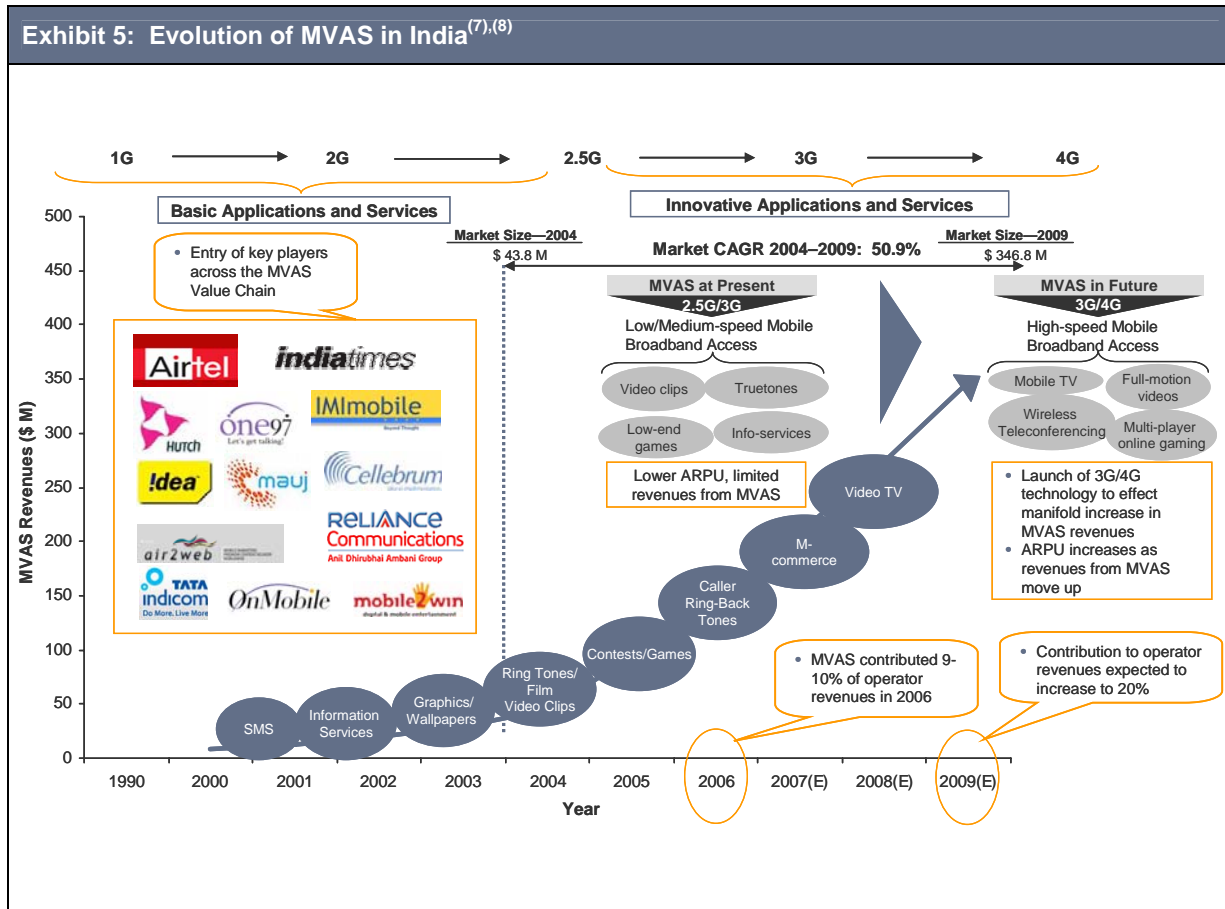 Exhibit 5: Evolution of MVAS in India(7),(8)
1G
2G
2.5G
3G
4G
Basic Applications and Services
Innovative Applications and Services
Market Size—2004
$ 43.8 M
Market CAGR 2004–2009: 50.9%
Market Size—2009
$ 346.8 M
MVAS Revenues ($ M)
500
450
400
350
300
250
200
150
100
50
0
• Entry of key players
across the MVAS
Value Chain
Airtel
indiatimes
HUTCH
one97
Let's get talking!
IMImobile
Beyond Thought
!dea
mauj
Cellebrum
air2web
RELIANCE
Communications
Anil Dhirubhai Ambani Group
TATA
indicom
Do More. Live More
OnMobile
mobile2win
digital & mobile entertainment
MVAS at Present
2.5G/3G
Low/Medium-speed Mobile
Broadband Access
Video clips
Truetones
Low-end
games
Info-services
Lower ARPU, limited
revenues from MVAS
MVAS in Future
3G/4G
High-speed Mobile
Broadband Access
Mobile TV
Full-motion
videos
Wireless
Teleconferencing
Multi-player
online gaming
• Launch of 3G/4G
technology to effect
manifold increase in
MVAS revenues
• ARPU increases as
revenues from MVAS
move up
SMS
Information
Services
Graphics/
Wallpapers
Ring Tones/
Film
Video Clips
Contests/Games
Caller
Ring-Back
Tones
M-
commerce
Video TV
• MVAS contributed 9-
10% of operator
revenues in 2006
• Contribution to operator
revenues expected to
increase to 20%
1990
2000
2001
2002
2003
2004
2005
2006
2007(E)
2008(E)
2009(E)
Year